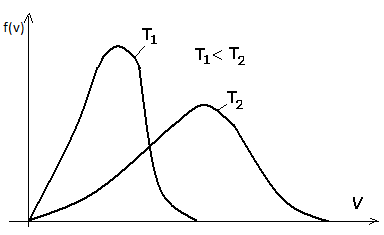 f(v)
T₁
T₁ < T₂
T₂
V